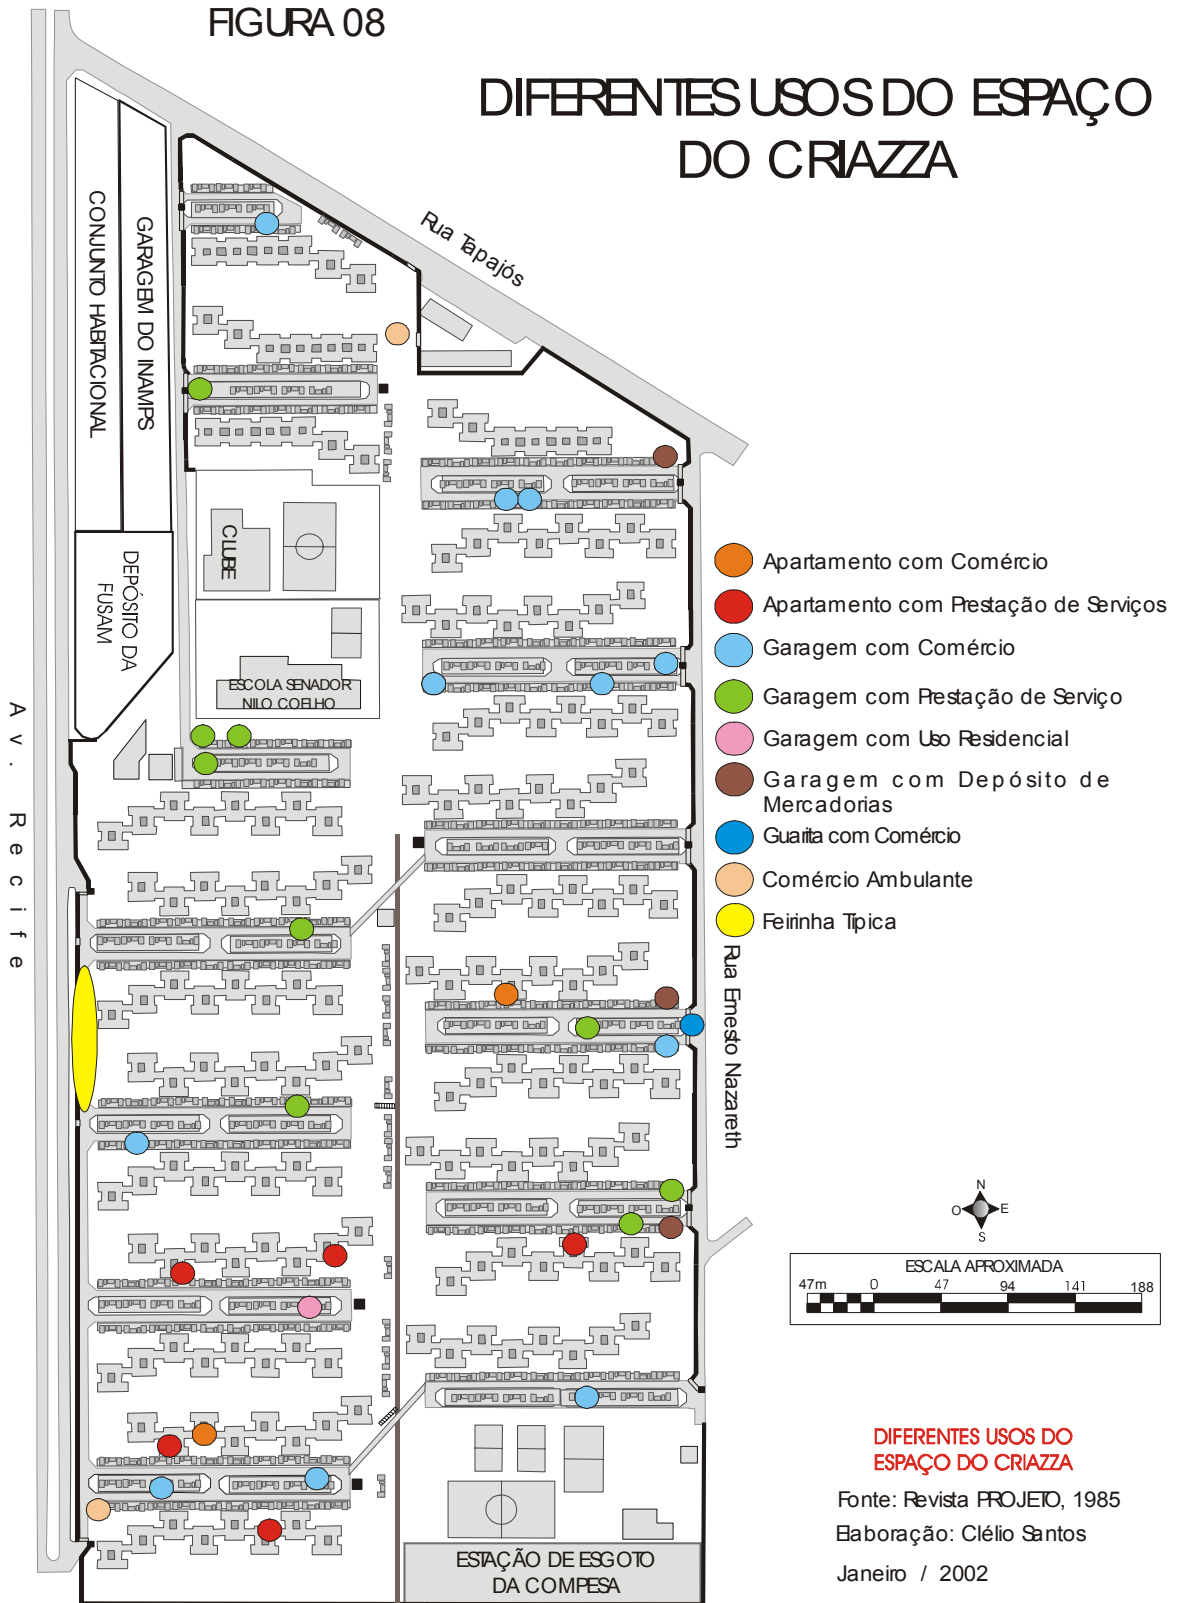 FIGURA 08
DIFERENTES USOS DO ESPAÇO
DO CRIAZZA
Rua Tapajós
CONJUNTO HABITACIONAL
GARAGEM DO INAMPS
CLUBE
DEPÓSITO DA
FUSAM
ESCOLA SENADOR
NILO COELHO
Av. Recife
Apartamento com Comércio
Apartamento com Prestação de Serviços
Garagem com Comércio
Garagem com Prestação de Serviço
Garagem com Uso Residencial
Garagem com Depósito de
Mercadorias
Guarita com Comércio
Comércio Ambulante
Feirinha Típica
Rua Ernesto Nazareth
N
O E
S
ESCALA APROXIMADA
47m 0 47 94 141 188
DIFERENTES USOS DO
ESPAÇO DO CRIAZZA
Fonte: Revista PROJETO, 1985
Elaboração: Clélio Santos
Janeiro / 2002
ESTAÇÃO DE ESGOTO
DA COMPESA